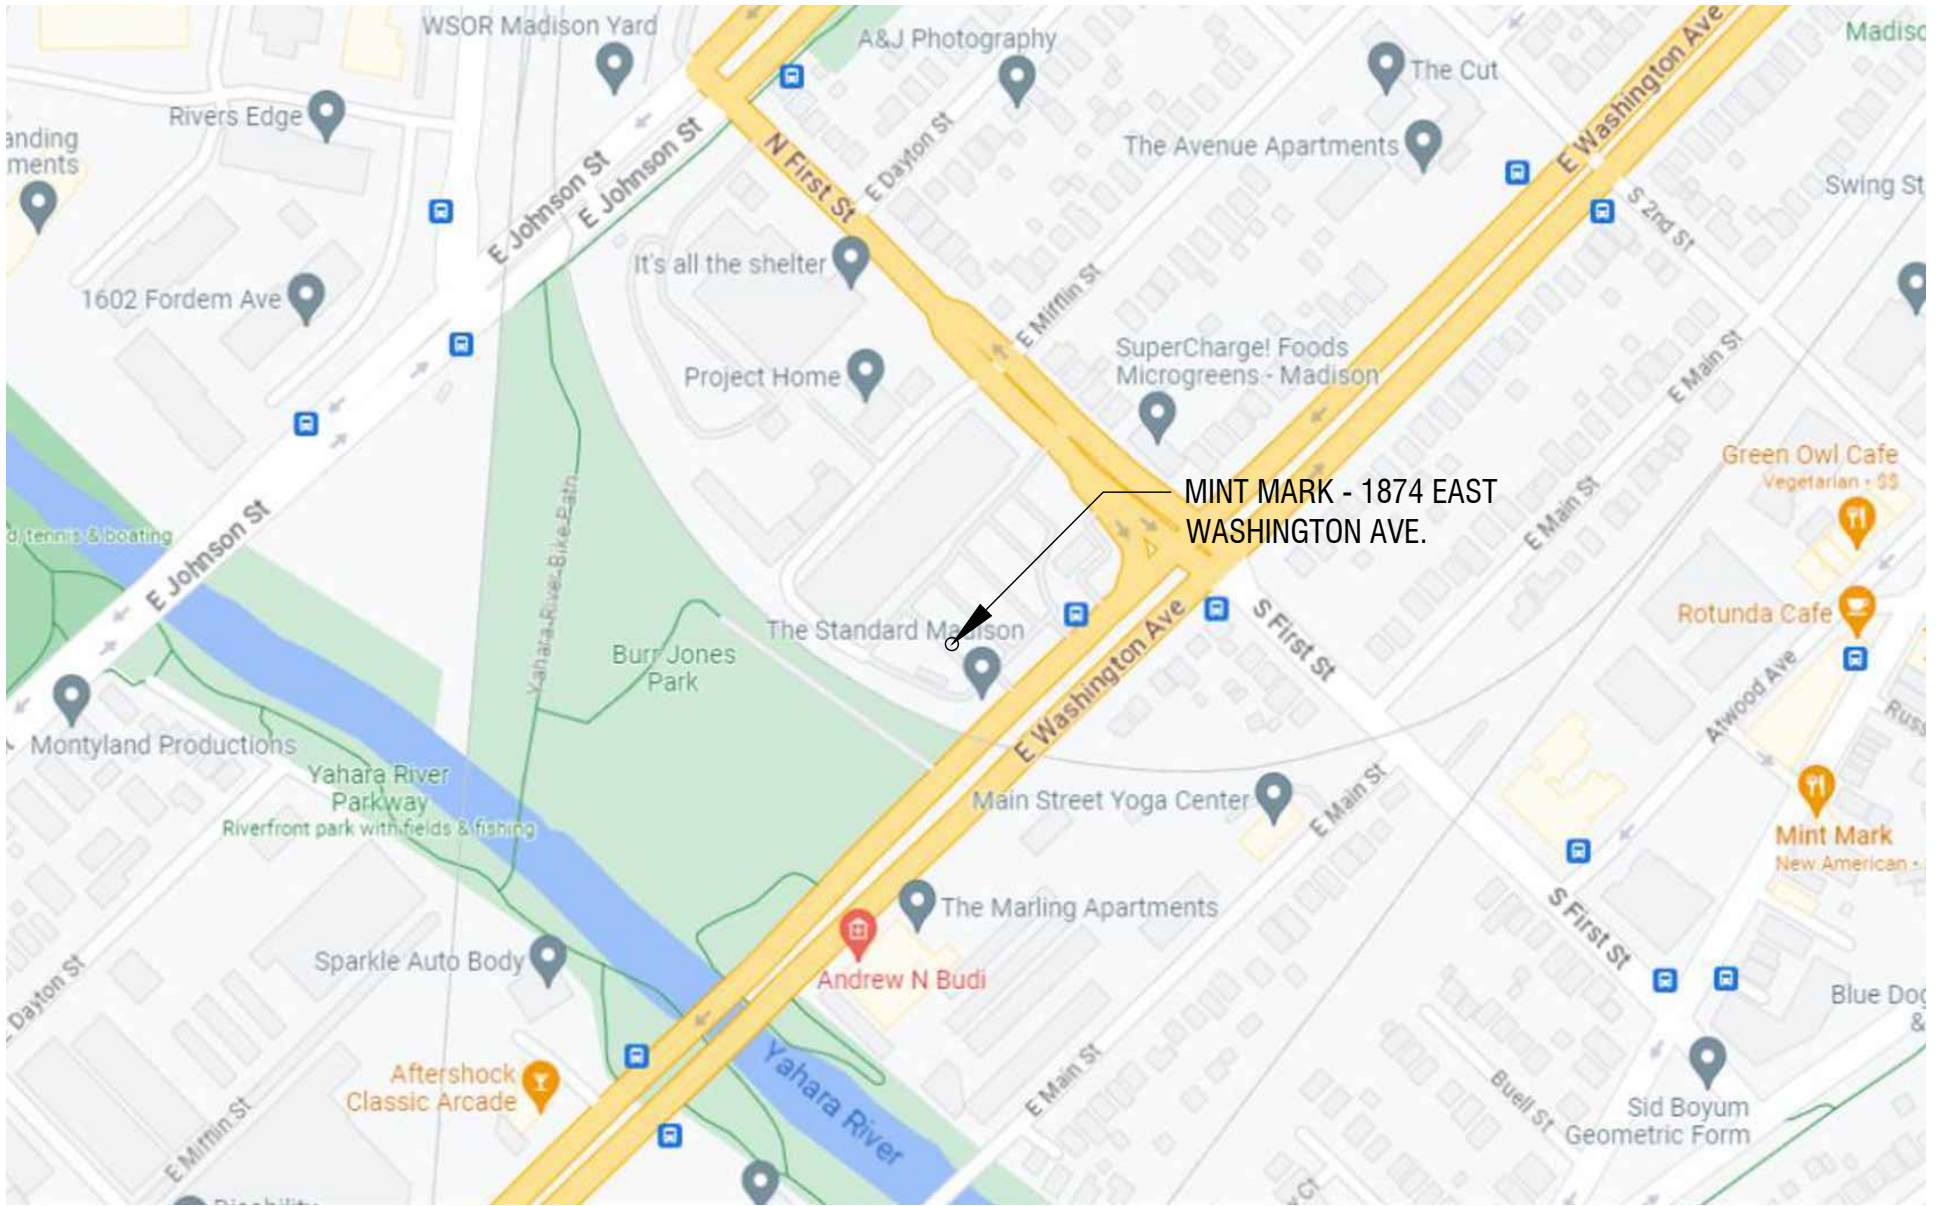 WSOR Madison Yard
A&J Photography
Madisc
The Cut
E Washington Ave
Rivers Edge
anding
ments
E Johnson St
E Johnson St
N First St
E Dayton St
The Avenue Apartments
E Washington Ave
Swing St
S 2nd St
It's all the shelter
1602 Fordem Ave
E Mifflin St
SuperCharge! Foods
Microgreens - Madison
Project Home
E Main St
Green Owl Cafe
Vegetarian · $$
MINT MARK - 1874 EAST
WASHINGTON AVE.
E Main St
d, tennis & boating
E Johnson St
Yahara River Bike Path
The Standard Madison
Burr Jones
Park
E Washington Ave
S First St
Rotunda Cafe
Atwood Ave
Russ
Montyland Productions
Yahara River
Parkway
Riverfront park with fields & fishing
Main Street Yoga Center
E Main St
Mint Mark
New American ·
The Marling Apartments
S First St
Sparkle Auto Body
Andrew N Budi
Dayton St
Blue Dog
&
Aftershock
Classic Arcade
Yahara River
E Main St
Buell St
Sid Boyum
Geometric Form
E Mifflin St
Ct